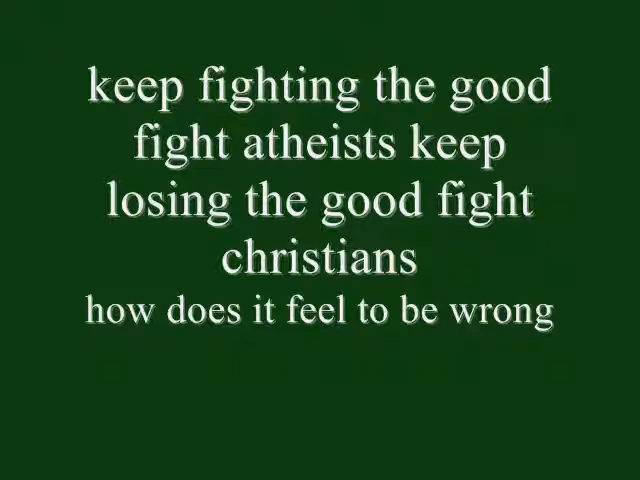 keep fighting the good
fight atheists keep
losing the good fight
christians
how does it feel to be wrong